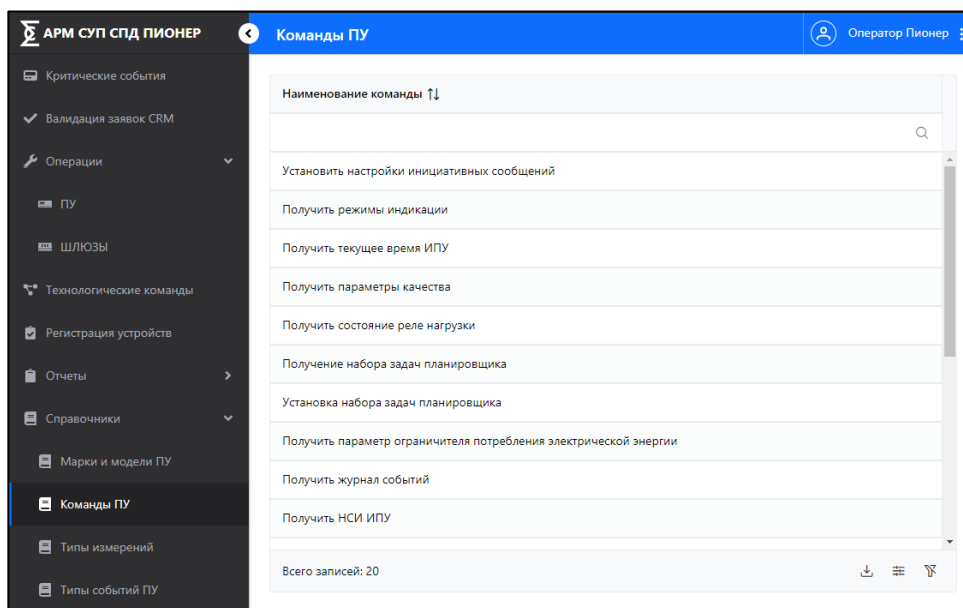 АРМ СУП СПД ПИОНЕР
Команды ПУ
Оператор Пионер
Критические события
Валидация заявок CRM
Операции
ПУ
ШЛЮЗЫ
Технологические команды
Регистрация устройств
Отчеты
Справочники
Марки и модели ПУ
Команды ПУ
Типы измерений
Типы событий ПУ
Наименование команды
Установить настройки инициативных сообщений
Получить режимы индикации
Получить текущее время ИПУ
Получить параметры качества
Получить состояние реле нагрузки
Получение набора задач планировщика
Установка набора задач планировщика
Получить параметр ограничителя потребления электрической энергии
Получить журнал событий
Получить НСИ ИПУ
Всего записей: 20